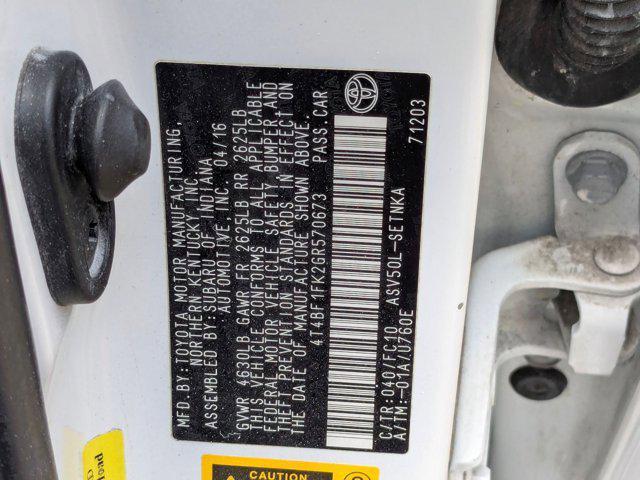 MFD. BY: TOYOTA MOTOR MANUFACTURING,
NORTHERN KENTUCKY, INC.
ASSEMBLED BY: SUBARU OF INDIANA
AUTOMOTIVE, INC. 04/16
GVWR 4630LB GAWR FR 2625LB RR 2625LB
THIS VEHICLE CONFORMS TO ALL APPLICABLE
FEDERAL MOTOR VEHICLE SAFETY, BUMPER, AND
THEFT PREVENTION STANDARDS IN EFFECT ON
THE DATE OF MANUFACTURE SHOWN ABOVE.
4T4BF1FK2GR570673 PASS. CAR
C/TR: 040/FC10 ASV50L-SETNKA
A/TM: -01A/U760E 71203
CAUTION